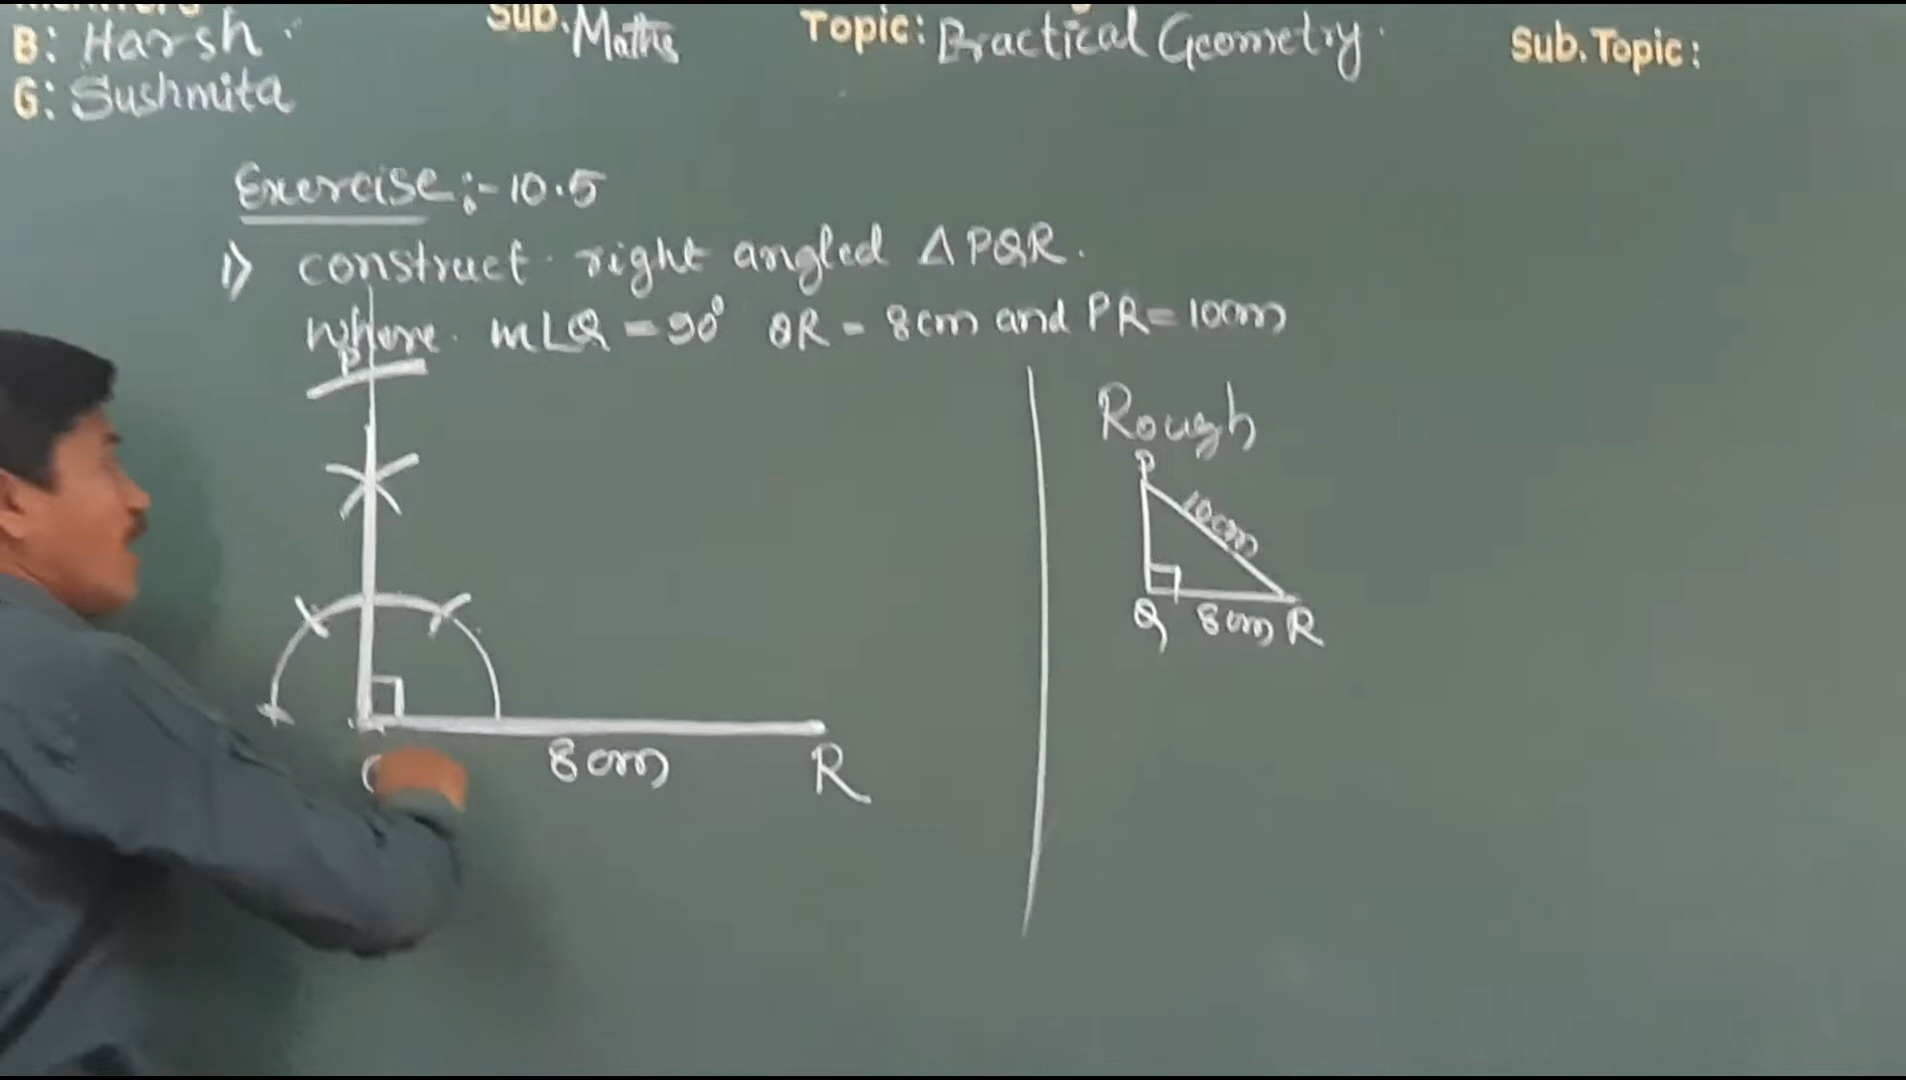 B: Harsh
G: Sushmita
Sub. Maths
Topic: Practical Geometry
Sub. Topic:
Exercise :- 10.5
1) construct right angled △PQR.
Where m∠Q = 90° QR = 8cm and PR = 10cm
P
8cm
R
Rough
P
10cm
Q 8cm R